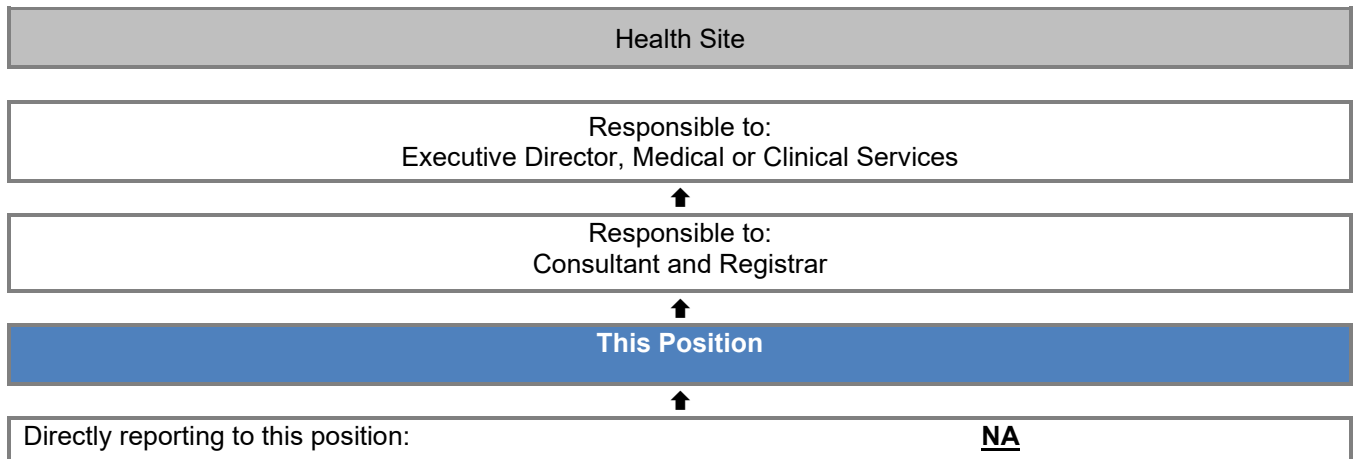 Health Site
Responsible to:
Executive Director, Medical or Clinical Services
Responsible to:
Consultant and Registrar
This Position
Directly reporting to this position: NA